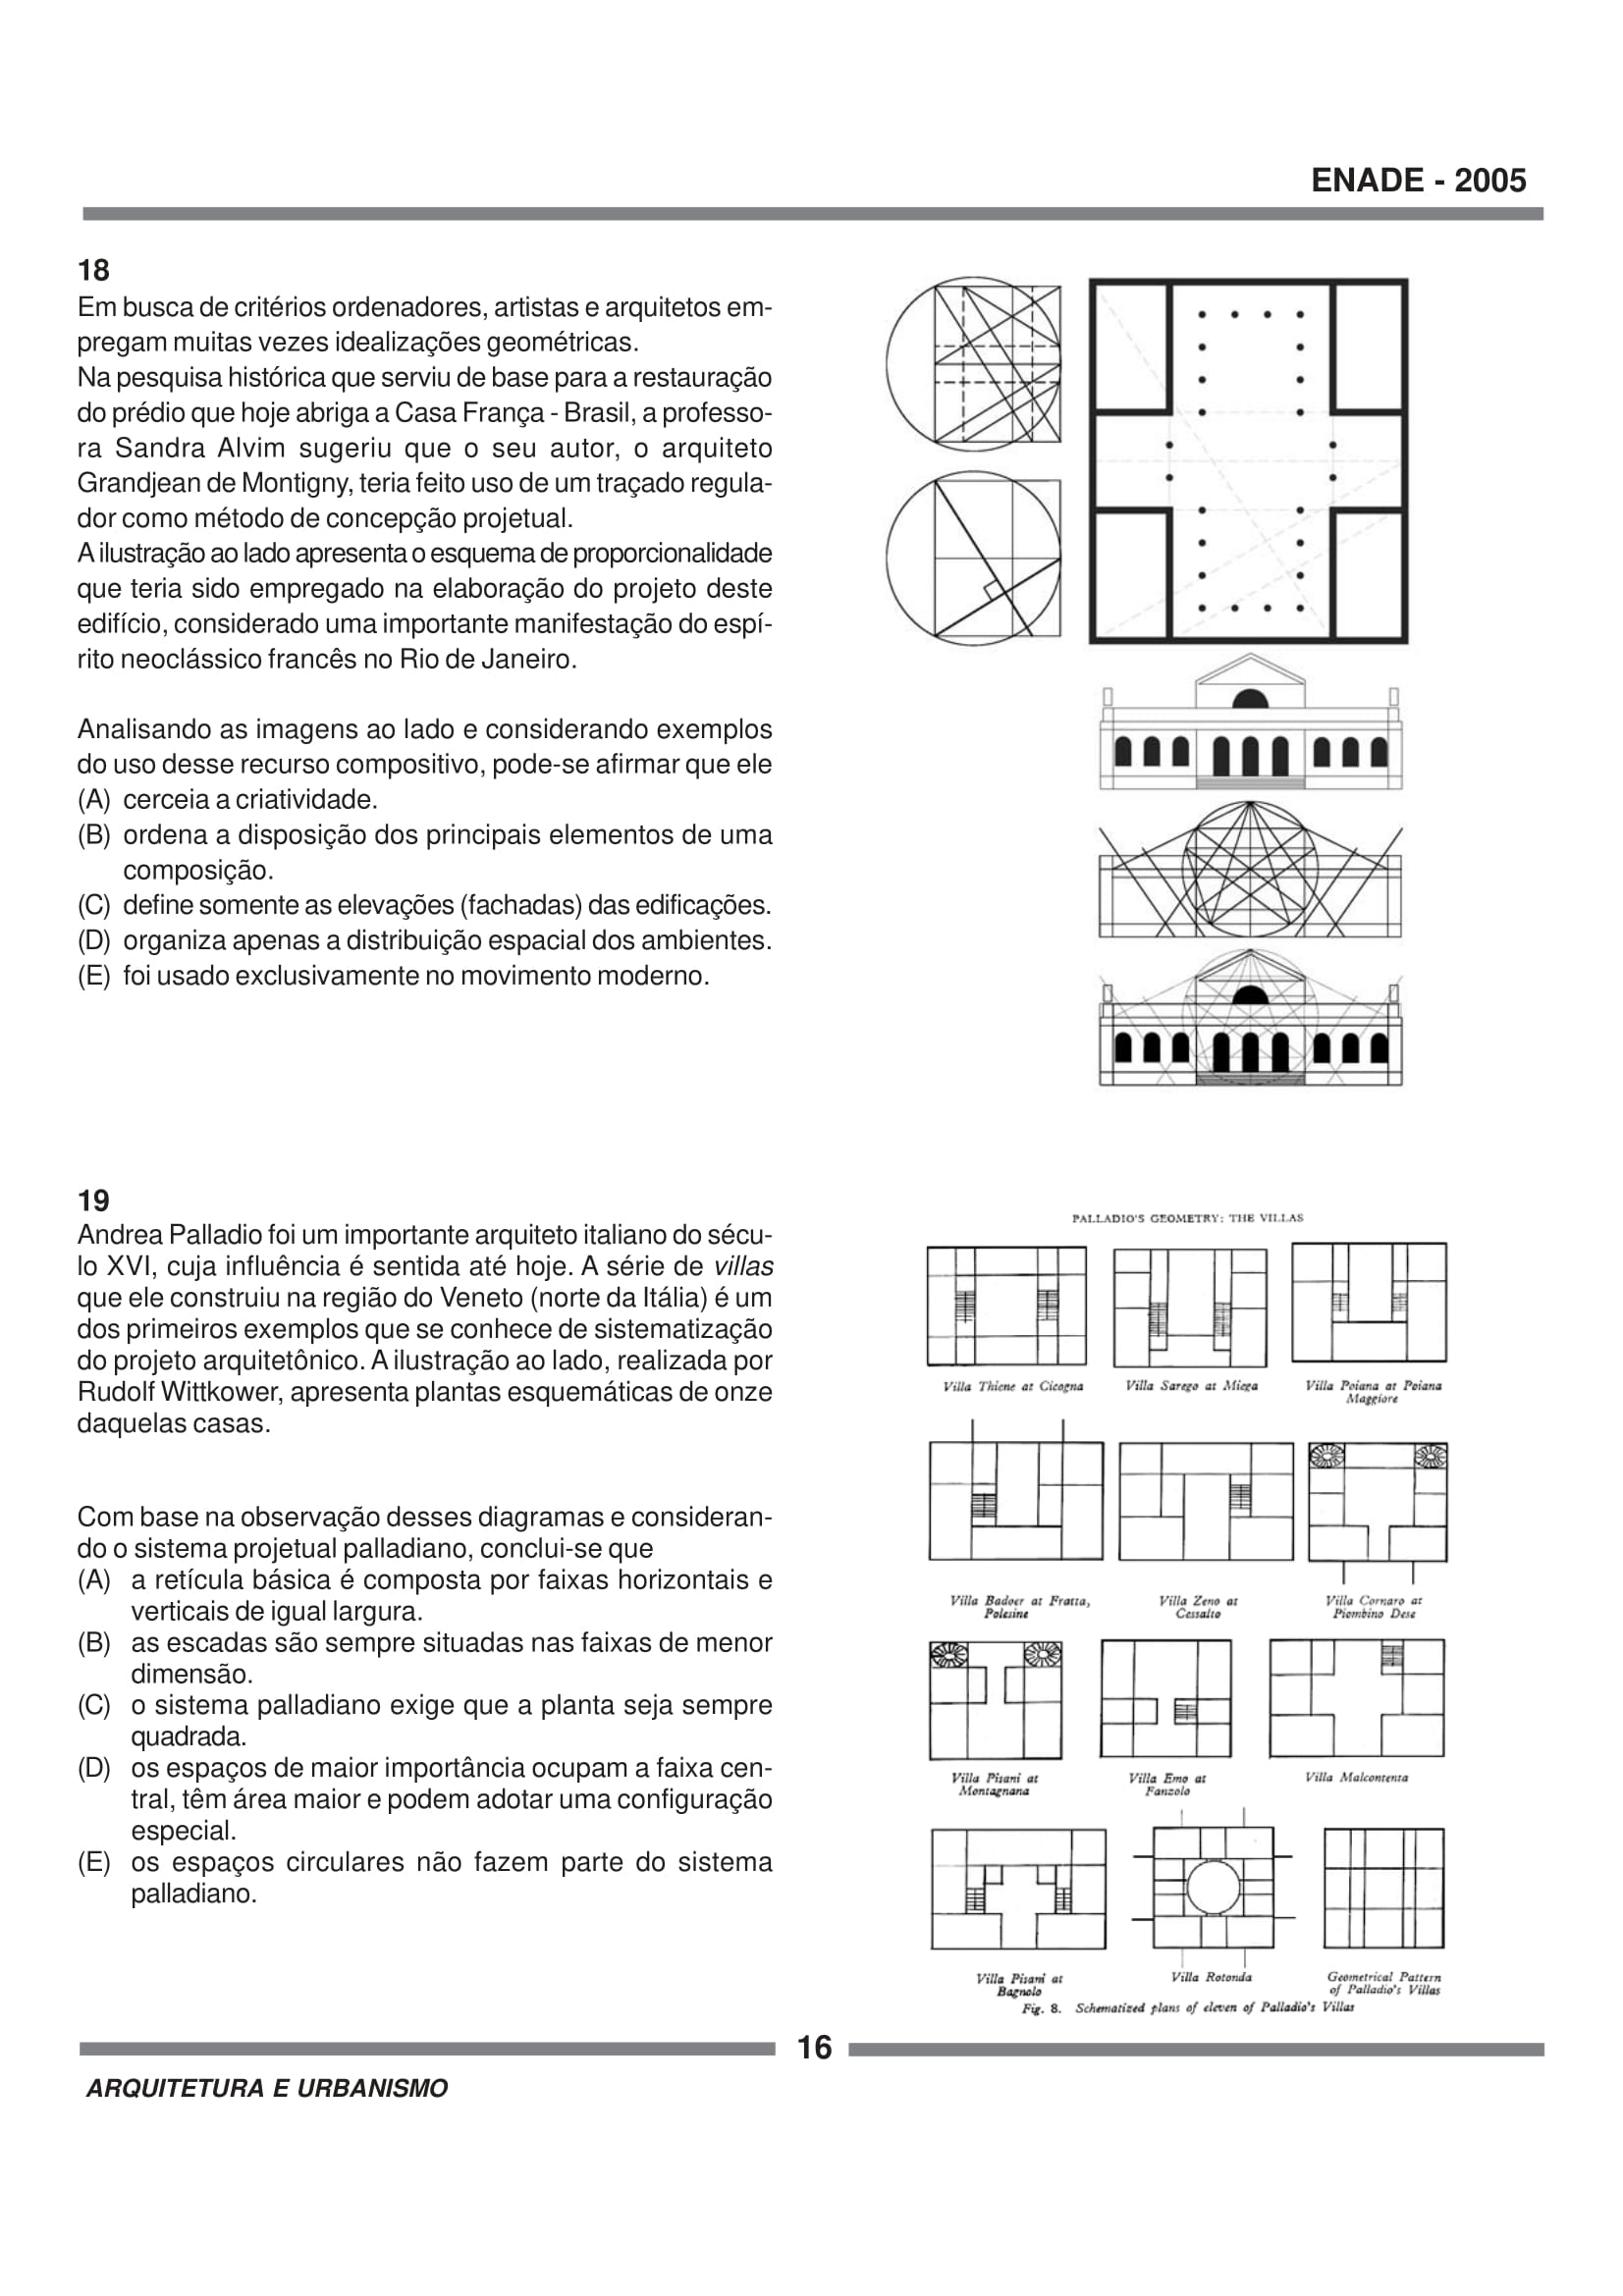 ENADE - 2005
18
Em busca de critérios ordenadores, artistas e arquitetos em-
pregam muitas vezes idealizações geométricas.
Na pesquisa histórica que serviu de base para a restauração
do prédio que hoje abriga a Casa França - Brasil, a professo-
ra Sandra Alvim sugeriu que o seu autor, o arquiteto
Grandjean de Montigny, teria feito uso de um traçado regula-
dor como método de concepção projetual.
A ilustração ao lado apresenta o esquema de proporcionalidade
que teria sido empregado na elaboração do projeto deste
edifício, considerado uma importante manifestação do espí-
rito neoclássico francês no Rio de Janeiro.
Analisando as imagens ao lado e considerando exemplos
do uso desse recurso compositivo, pode-se afirmar que ele
(A) cerceia a criatividade.
(B) ordena a disposição dos principais elementos de uma
composição.
(C) define somente as elevações (fachadas) das edificações.
(D) organiza apenas a distribuição espacial dos ambientes.
(E) foi usado exclusivamente no movimento moderno.
19
Andrea Palladio foi um importante arquiteto italiano do sécu-
lo XVI, cuja influência é sentida até hoje. A série de villas
que ele construiu na região do Veneto (norte da Itália) é um
dos primeiros exemplos que se conhece de sistematização
do projeto arquitetônico. A ilustração ao lado, realizada por
Rudolf Wittkower, apresenta plantas esquemáticas de onze
daquelas casas.
Com base na observação desses diagramas e consideran-
do o sistema projetual palladiano, conclui-se que
(A) a retícula básica é composta por faixas horizontais e
verticais de igual largura.
(B) as escadas são sempre situadas nas faixas de menor
dimensão.
(C) o sistema palladiano exige que a planta seja sempre
quadrada.
(D) os espaços de maior importância ocupam a faixa cen-
tral, têm área maior e podem adotar uma configuração
especial.
(E) os espaços circulares não fazem parte do sistema
palladiano.
PALLADIO'S GEOMETRY: THE VILLAS
Villa Thiene at Cicogna
Villa Sarego at Miega
Villa Poiana at Poiana
Maggiore
Villa Badoer at Fratta,
Polesine
Villa Zeno at
Cessalto
Villa Cornaro at
Piombino Dese
Villa Pisani at
Montagnana
Villa Emo at
Fanzolo
Villa Malcontenta
Villa Pisani at
Bagnolo
Villa Rotonda
Geometrical Pattern
of Palladio's Villas
Fig. 8. Schematized plans of eleven of Palladio's Villas
16
ARQUITETURA E URBANISMO